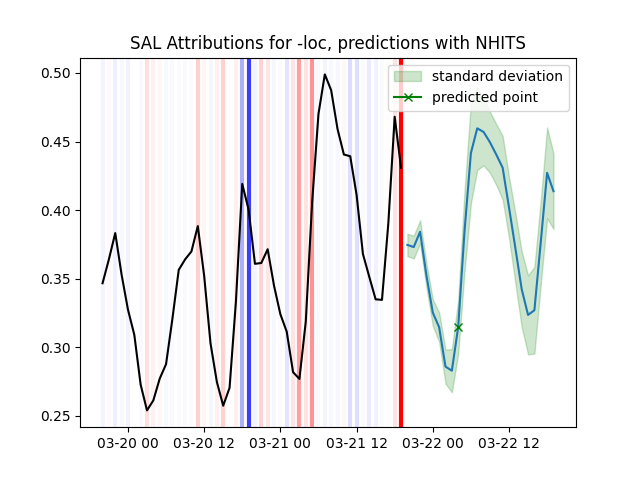 SAL Attributions for -loc, predictions with NHITS
standard deviation
predicted point
0.50
0.45
0.40
0.35
0.30
0.25
03-20 00 03-20 12 03-21 00 03-21 12 03-22 00 03-22 12